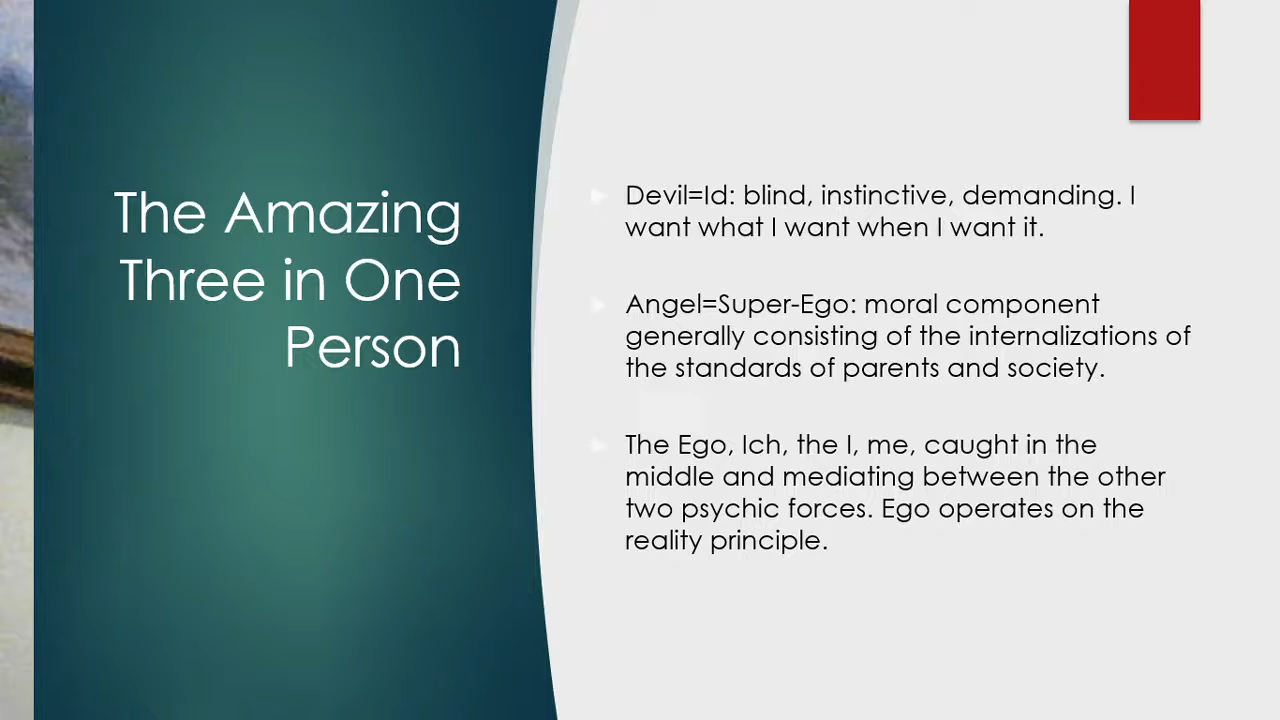 The Amazing
Three in One
Person
Devil=Id: blind, instinctive, demanding. I
want what I want when I want it.
Angel=Super-Ego: moral component
generally consisting of the internalizations of
the standards of parents and society.
The Ego, Ich, the I, me, caught in the
middle and mediating between the other
two psychic forces. Ego operates on the
reality principle.